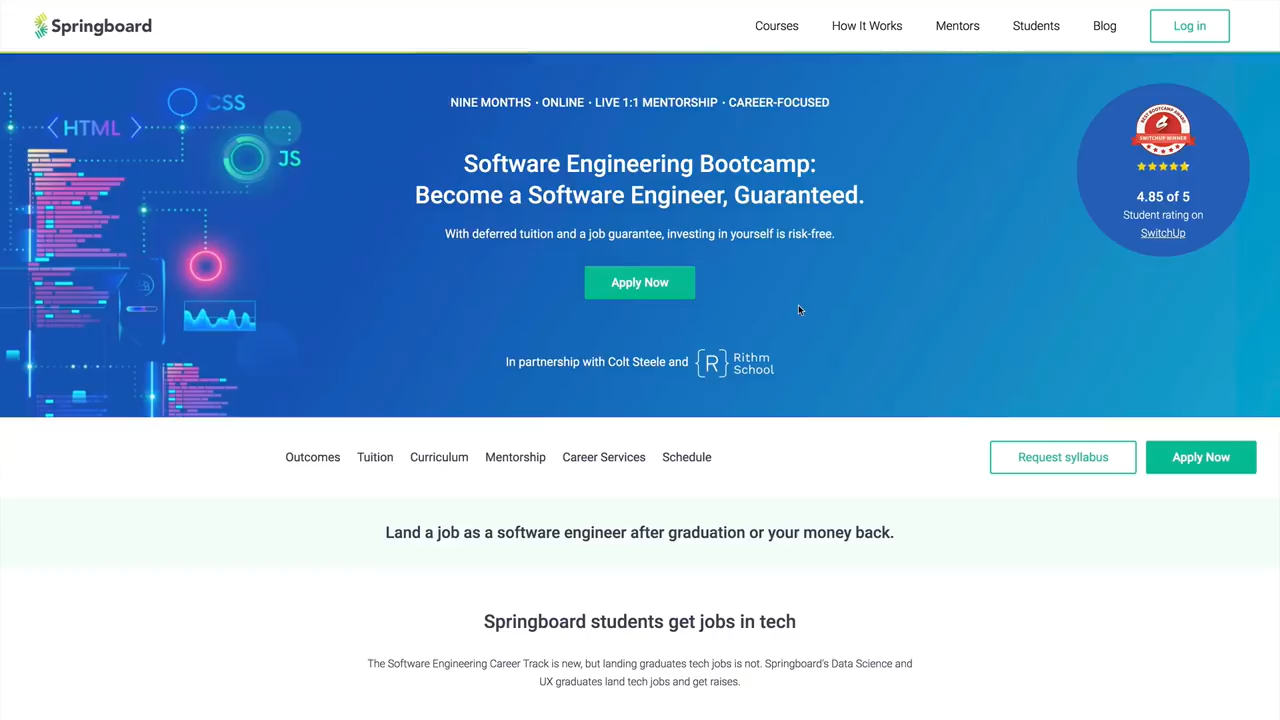 Springboard
Courses
How It Works
Mentors
Students
Blog
Log in
NINE MONTHS · ONLINE · LIVE 1:1 MENTORSHIP · CAREER-FOCUSED
CSS
HTML
JS
Software Engineering Bootcamp:
Become a Software Engineer, Guaranteed.
With deferred tuition and a job guarantee, investing in yourself is risk-free.
Apply Now
BEST BOOTCAMP AWARD
SWITCHUP WINNER
4.85 of 5
Student rating on
SwitchUp
In partnership with Colt Steele and
R
Rithm
School
Outcomes
Tuition
Curriculum
Mentorship
Career Services
Schedule
Request syllabus
Apply Now
Land a job as a software engineer after graduation or your money back.
Springboard students get jobs in tech
The Software Engineering Career Track is new, but landing graduates tech jobs is not. Springboard's Data Science and
UX graduates land tech jobs and get raises.